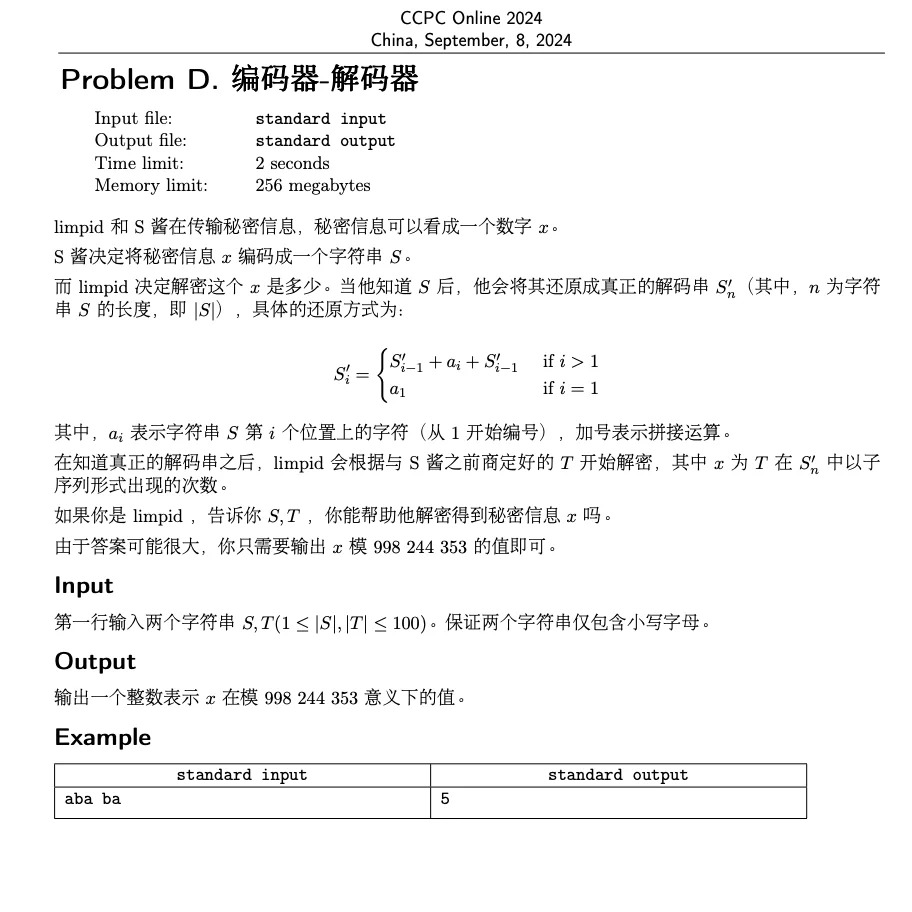 CCPC Online 2024
China, September, 8, 2024
Problem D. 编码器-解码器
Input file: standard input
Output file: standard output
Time limit: 2 seconds
Memory limit: 256 megabytes
limpid 和 S 酱在传输秘密信息，秘密信息可以看成一个数字 x。
S 酱决定将秘密信息 x 编码成一个字符串 S。
而 limpid 决定解密这个 x 是多少。当他知道 S 后，他会将其还原成真正的解码串 S′_n（其中，n 为字符
串 S 的长度，即 |S|），具体的还原方式为：
S′_i = { S′_{i−1} + a_i + S′_{i−1} if i > 1
a_1 if i = 1
其中，a_i 表示字符串 S 第 i 个位置上的字符（从 1 开始编号），加号表示拼接运算。
在知道真正的解码串之后，limpid 会根据与 S 酱之前商定好的 T 开始解密，其中 x 为 T 在 S′_n 中以子
序列形式出现的次数。
如果你是 limpid ，告诉你 S, T ，你能帮助他解密得到秘密信息 x 吗。
由于答案可能很大，你只需要输出 x 模 998 244 353 的值即可。
Input
第一行输入两个字符串 S, T(1 ≤ |S|, |T| ≤ 100)。保证两个字符串仅包含小写字母。
Output
输出一个整数表示 x 在模 998 244 353 意义下的值。
Example
standard input standard output
aba ba 5